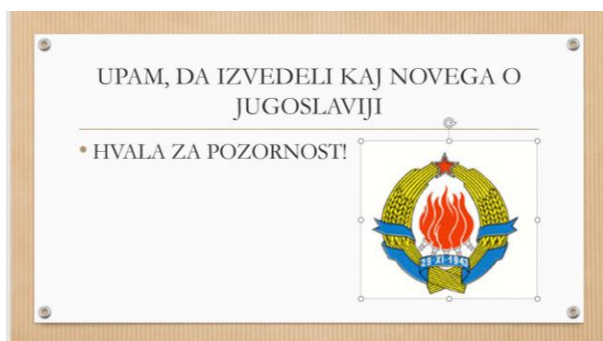 UPAM, DA IZVEDELI KAJ NOVEGA O
JUGOSLAVIJI
• HVALA ZA POZORNOST!
29·XI·1943